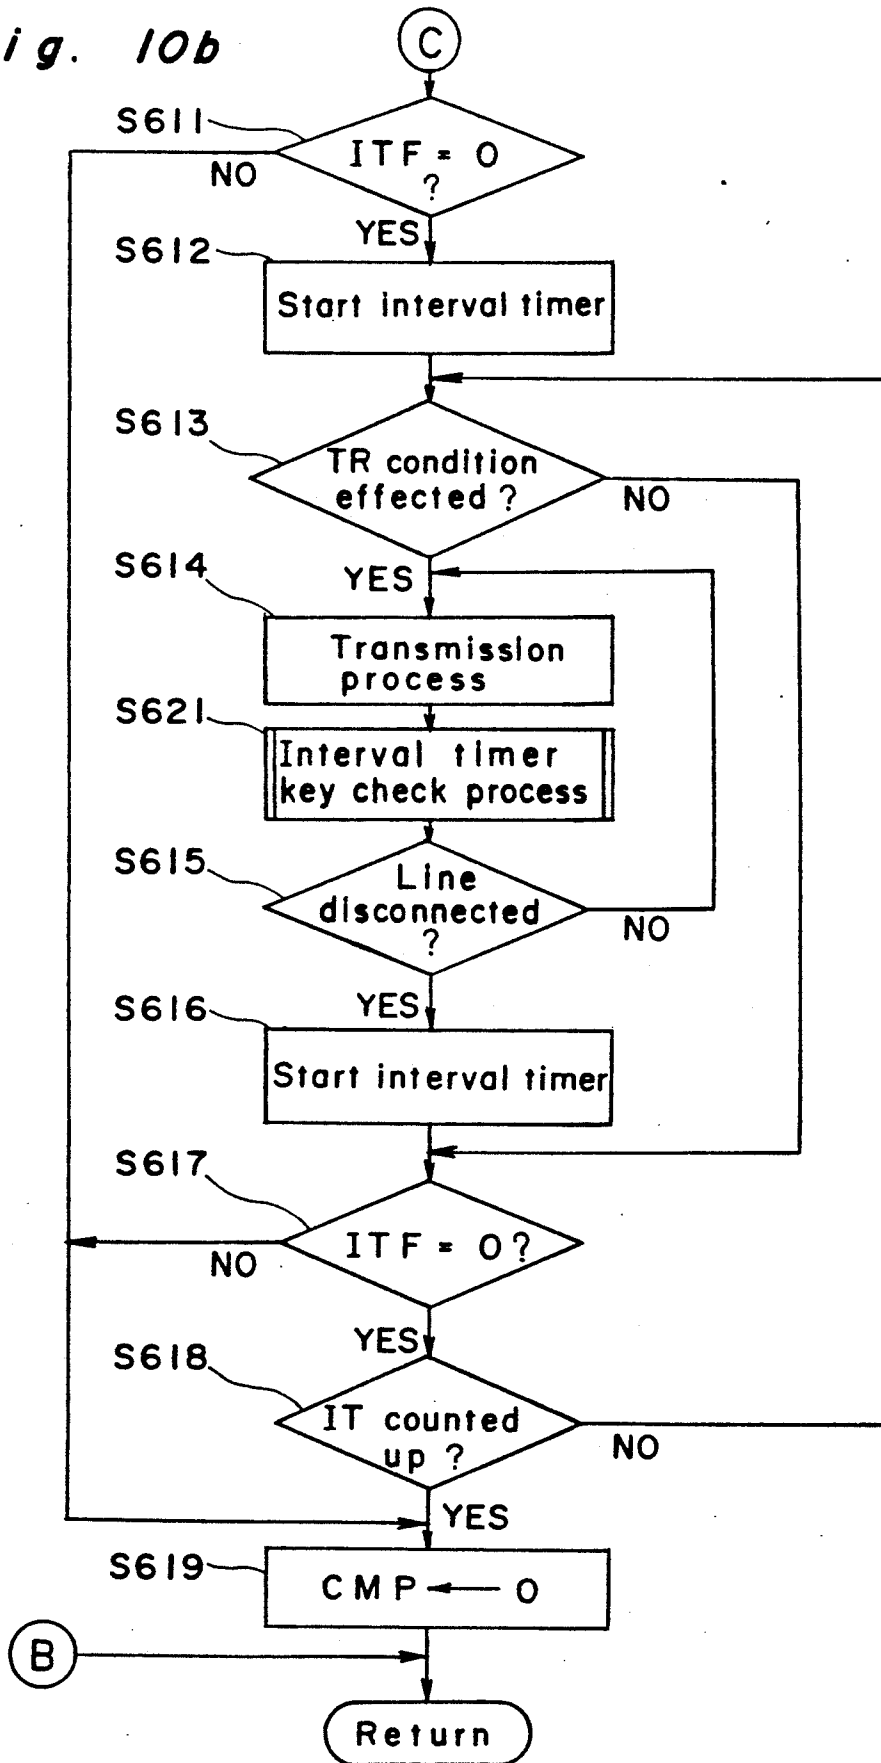 ig. 10b
C
S611
ITF = 0
?
NO
YES
S612
Start interval timer
S613
TR condition
effected ?
NO
YES
S614
Transmission
process
S621
Interval timer
key check process
S615
Line
disconnected
?
NO
YES
S616
Start interval timer
S617
ITF = 0 ?
NO
YES
S618
IT counted
up ?
NO
YES
S619
CMP ← 0
B
Return